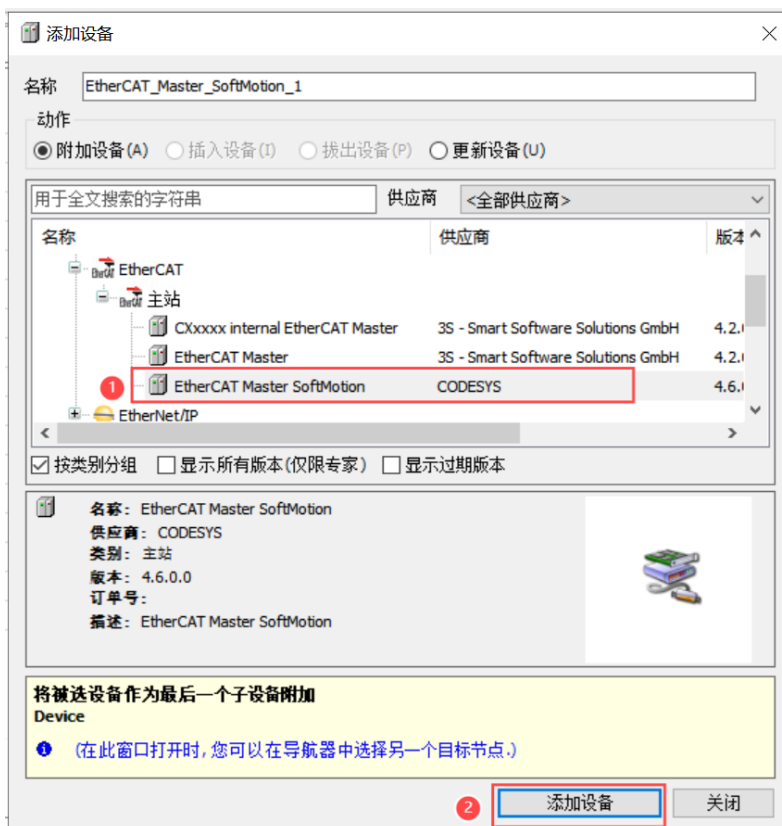 添加设备
名称 EtherCAT_Master_SoftMotion_1
动作
附加设备(A) 插入设备(I) 拔出设备(P) 更新设备(U)
用于全文搜索的字符串 供应商 <全部供应商>
名称 供应商 版本
EtherCAT EtherCAT
EtherCAT 主站
CXxxxx internal EtherCAT Master 3S - Smart Software Solutions GmbH 4.2.
EtherCAT Master 3S - Smart Software Solutions GmbH 4.2.
1 EtherCAT Master SoftMotion CODESYS 4.6.
EtherNet/IP
按类别分组 显示所有版本(仅限专家) 显示过期版本
名称: EtherCAT Master SoftMotion
供应商: CODESYS
类别: 主站
版本: 4.6.0.0
订单号:
描述: EtherCAT Master SoftMotion
将被选设备作为最后一个子设备附加
Device
(在此窗口打开时,您可以在导航器中选择另一个目标节点.)
2 添加设备 关闭